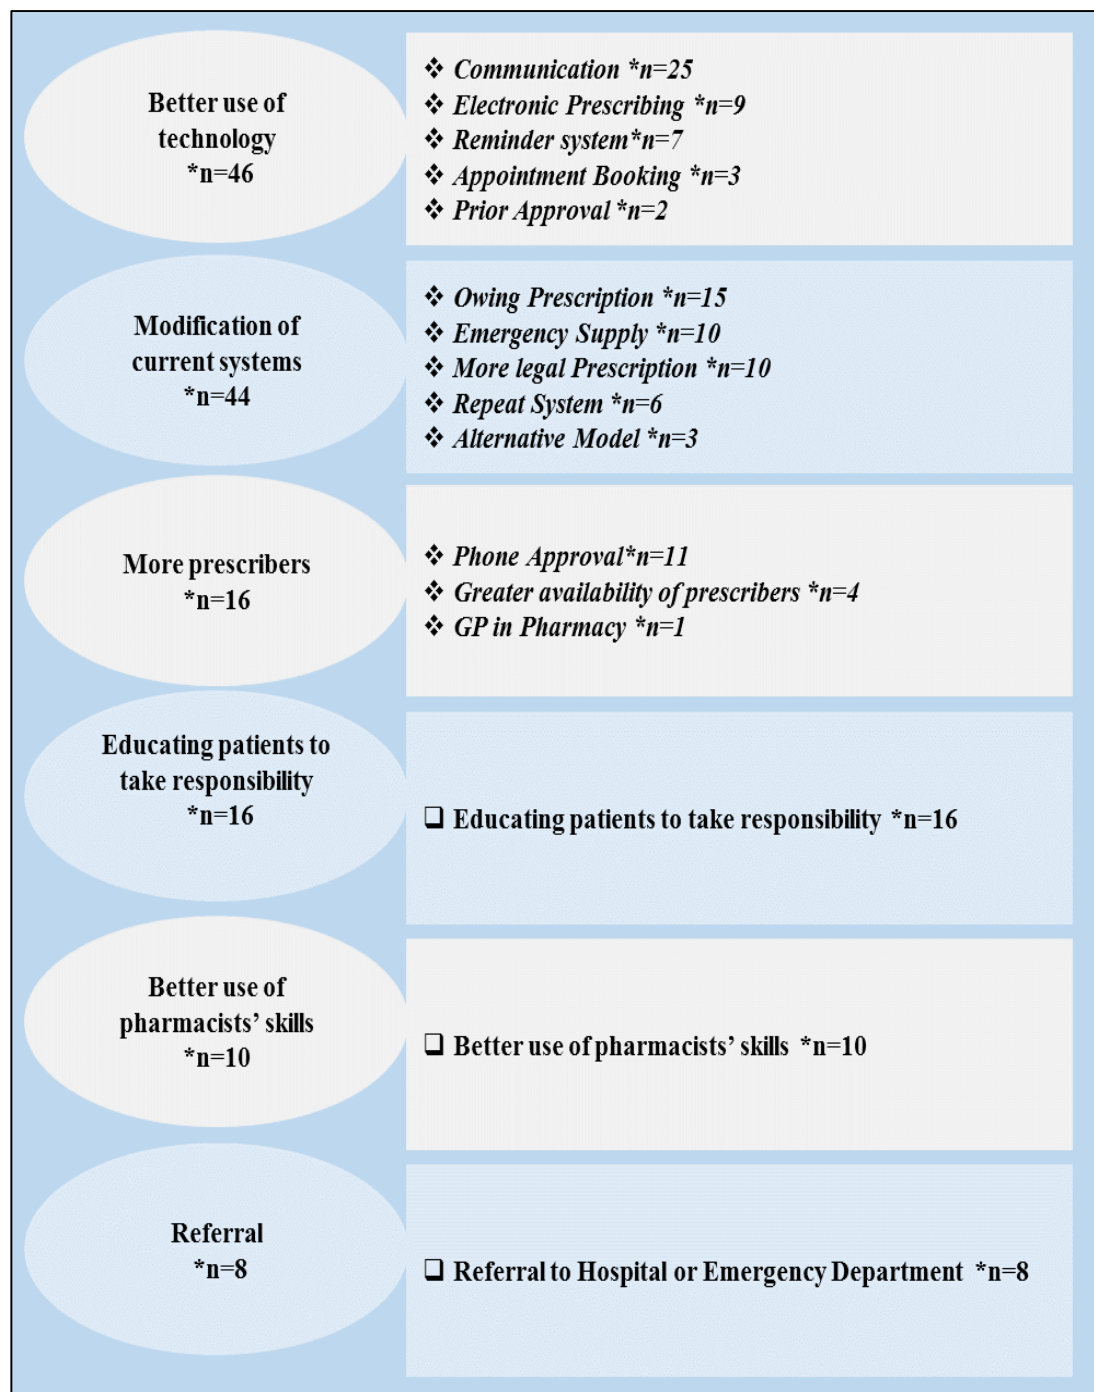 Better use of
technology
*n=46
❖ Communication *n=25
❖ Electronic Prescribing *n=9
❖ Reminder system*n=7
❖ Appointment Booking *n=3
❖ Prior Approval *n=2
Modification of
current systems
*n=44
❖ Owing Prescription *n=15
❖ Emergency Supply *n=10
❖ More legal Prescription *n=10
❖ Repeat System *n=6
❖ Alternative Model *n=3
More prescribers
*n=16
❖ Phone Approval*n=11
❖ Greater availability of prescribers *n=4
❖ GP in Pharmacy *n=1
Educating patients to
take responsibility
*n=16
❑ Educating patients to take responsibility *n=16
Better use of
pharmacists’ skills
*n=10
❑ Better use of pharmacists’ skills *n=10
Referral
*n=8
❑ Referral to Hospital or Emergency Department *n=8